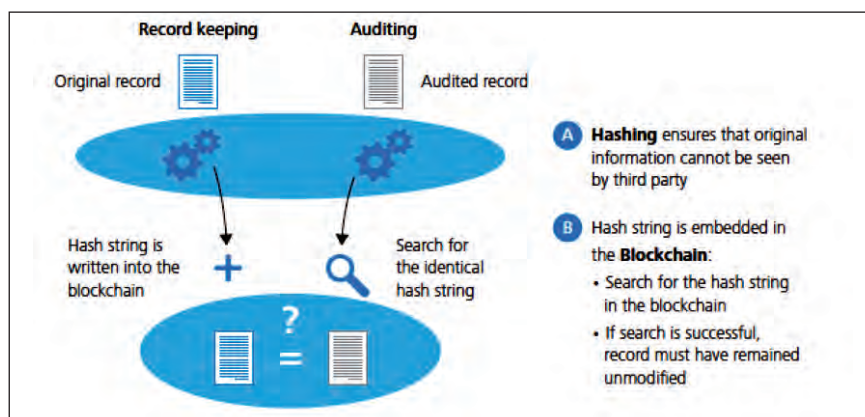 Record keeping
Auditing
Original record
Audited record
Hash string is
written into the
blockchain
+
Search for
the identical
hash string
?
=
A Hashing ensures that original
information cannot be seen
by third party
B Hash string is embedded in
the Blockchain:
• Search for the hash string
in the blockchain
• If search is successful,
record must have remained
unmodified